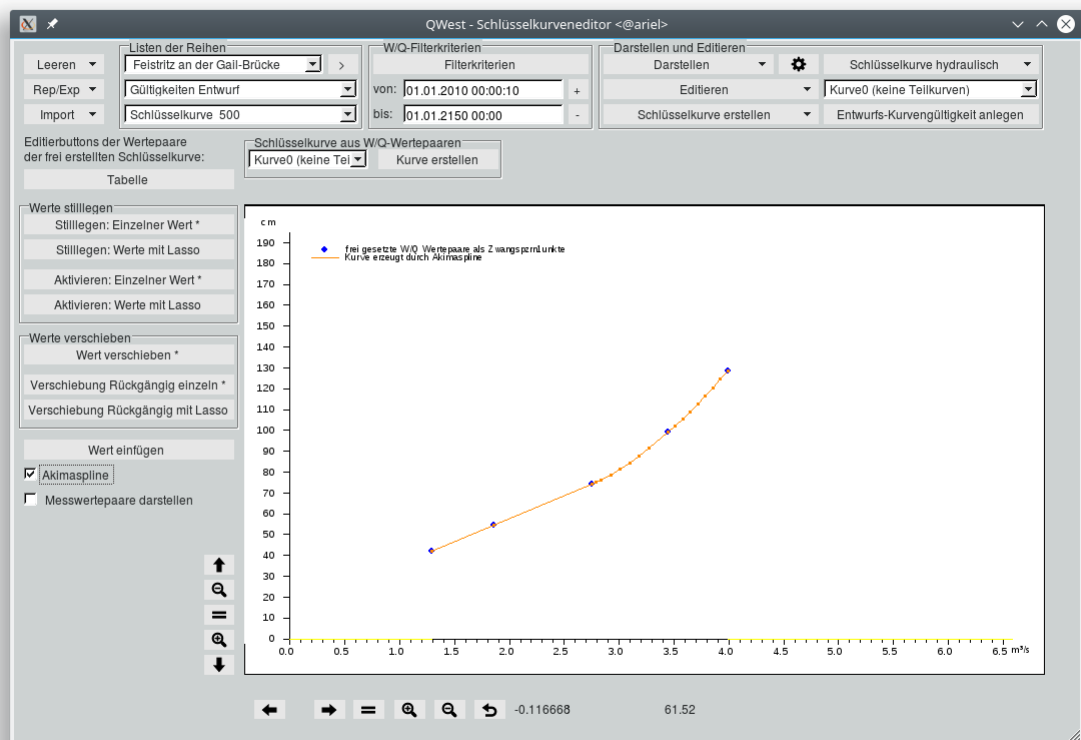 QWest - Schlüsselkurveneditor <@ariel>
Listen der Reihen
W/Q-Filterkriterien
Darstellen und Editieren
Leeren
Feistritz an der Gail-Brücke
>
Filterkriterien
Darstellen
Schlüsselkurve hydraulisch
Rep/Exp
Gültigkeiten Entwurf
von: 01.01.2010 00:00:10 +
Editieren
Kurve0 (keine Teilkurven)
Import
Schlüsselkurve 500
bis: 01.01.2150 00:00 -
Schlüsselkurve erstellen
Entwurfs-Kurvengültigkeit anlegen
Editierbuttons der Wertepaare
der frei erstellten Schlüsselkurve:
Tabelle
Schlüsselkurve aus W/Q-Wertepaaren
Kurve0 (keine Tei
Kurve erstellen
Werte stilllegen
Stilllegen: Einzelner Wert *
Stilllegen: Werte mit Lasso
Aktivieren: Einzelner Wert *
Aktivieren: Werte mit Lasso
Werte verschieben
Wert verschieben *
Verschiebung Rückgängig einzeln *
Verschiebung Rückgängig mit Lasso
Wert einfügen
Akimaspline
Messwertepaare darstellen
cm
190
180
170
160
150
140
130
120
110
100
90
80
70
60
50
40
30
20
10
0
frei gesetzte W/Q Wertepaare als Zwangspzrnlunkte
Kurve erzeugt durch Akimaspline
0.0 0.5 1.0 1.5 2.0 2.5 3.0 3.5 4.0 4.5 5.0 5.5 6.0 6.5 m³/s
-0.116668 61.52